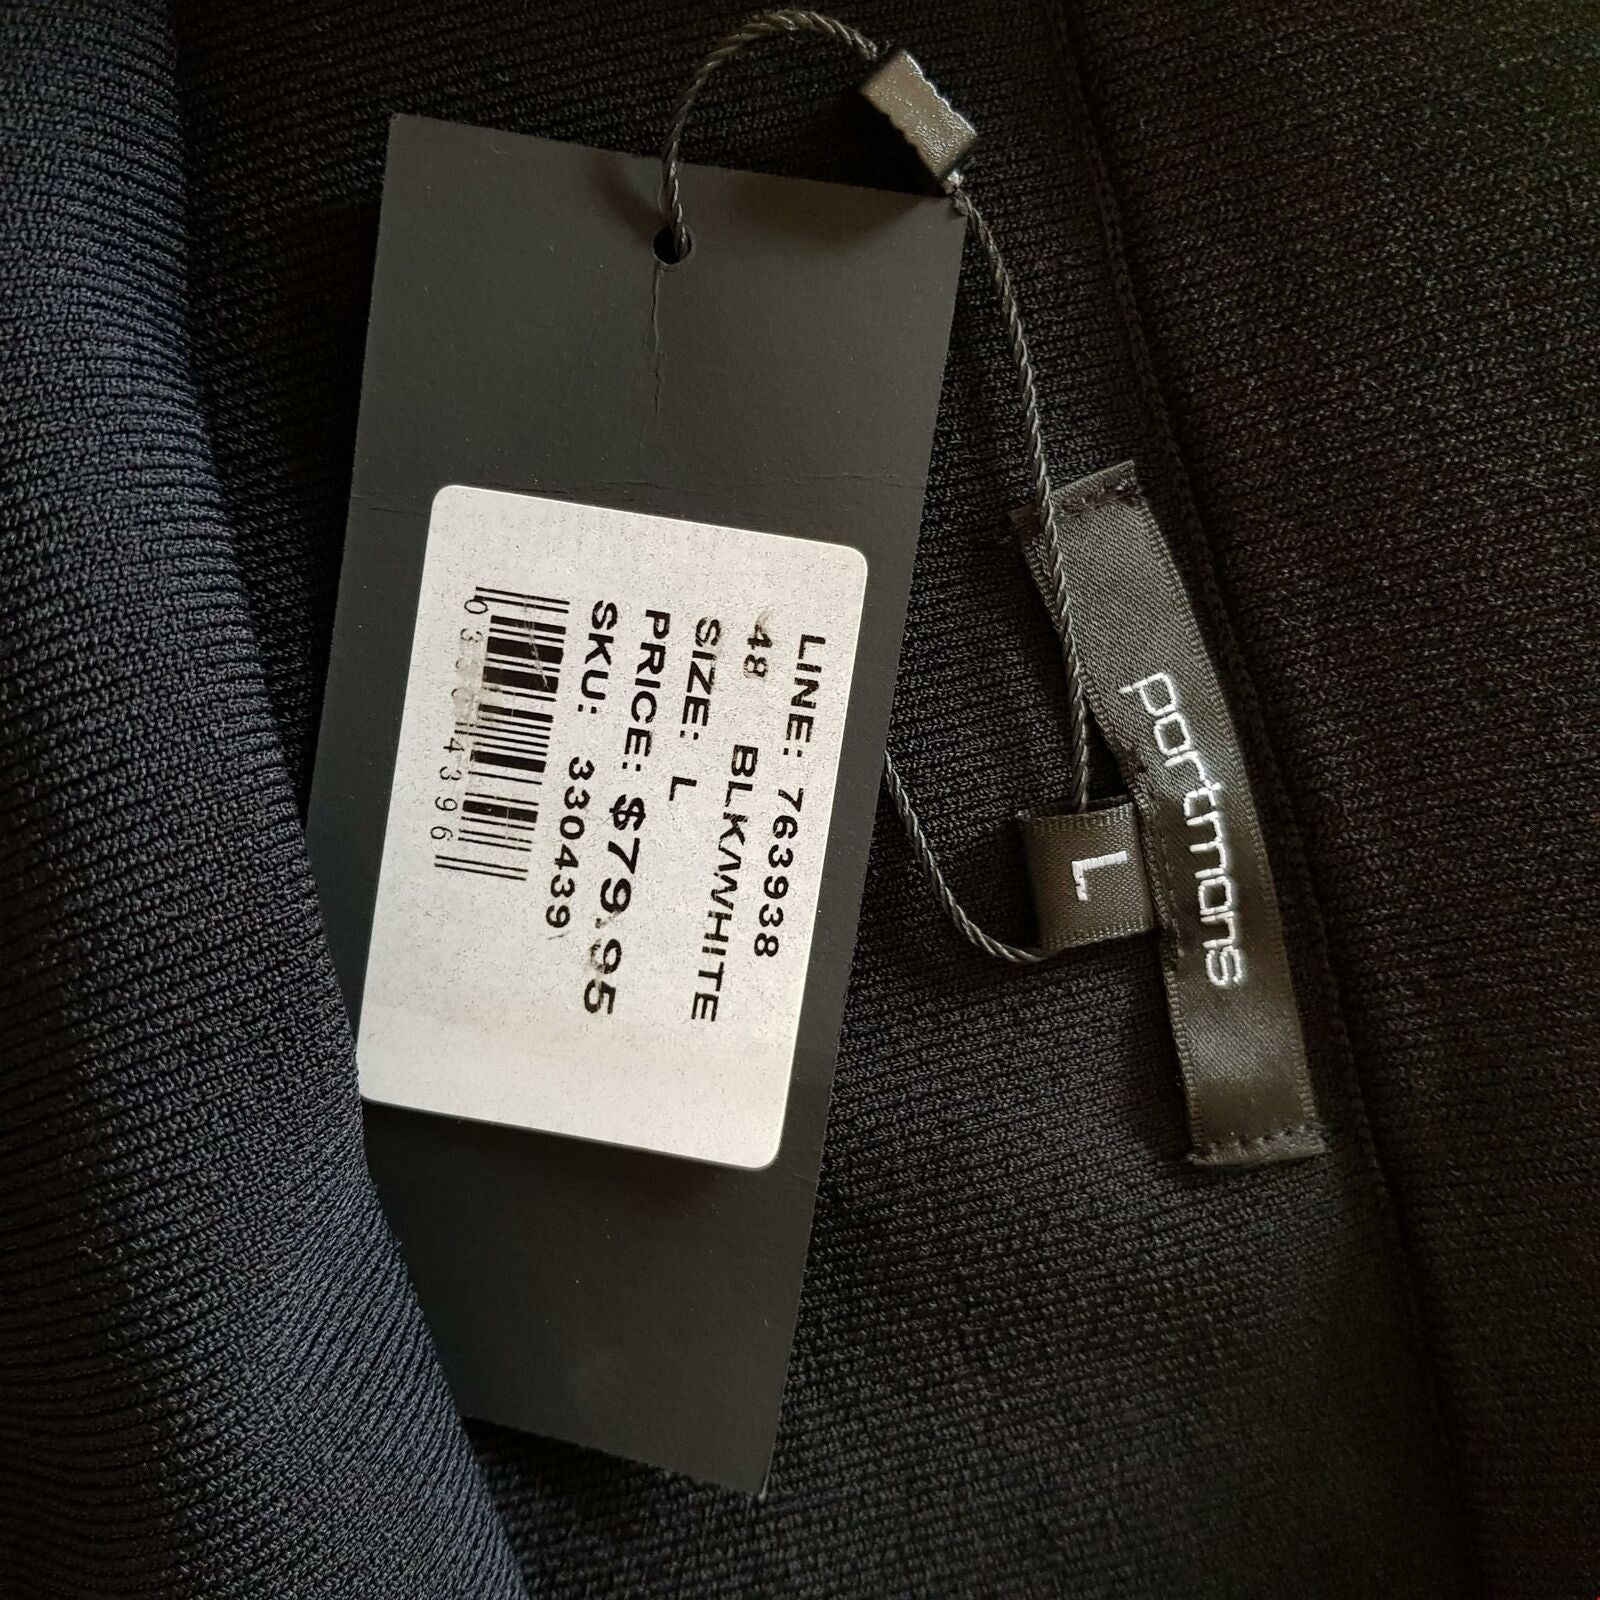 LINE: 763938
48 BLK/WHITE
SIZE: L
PRICE: $79.95
SKU: 330439
portmans
L